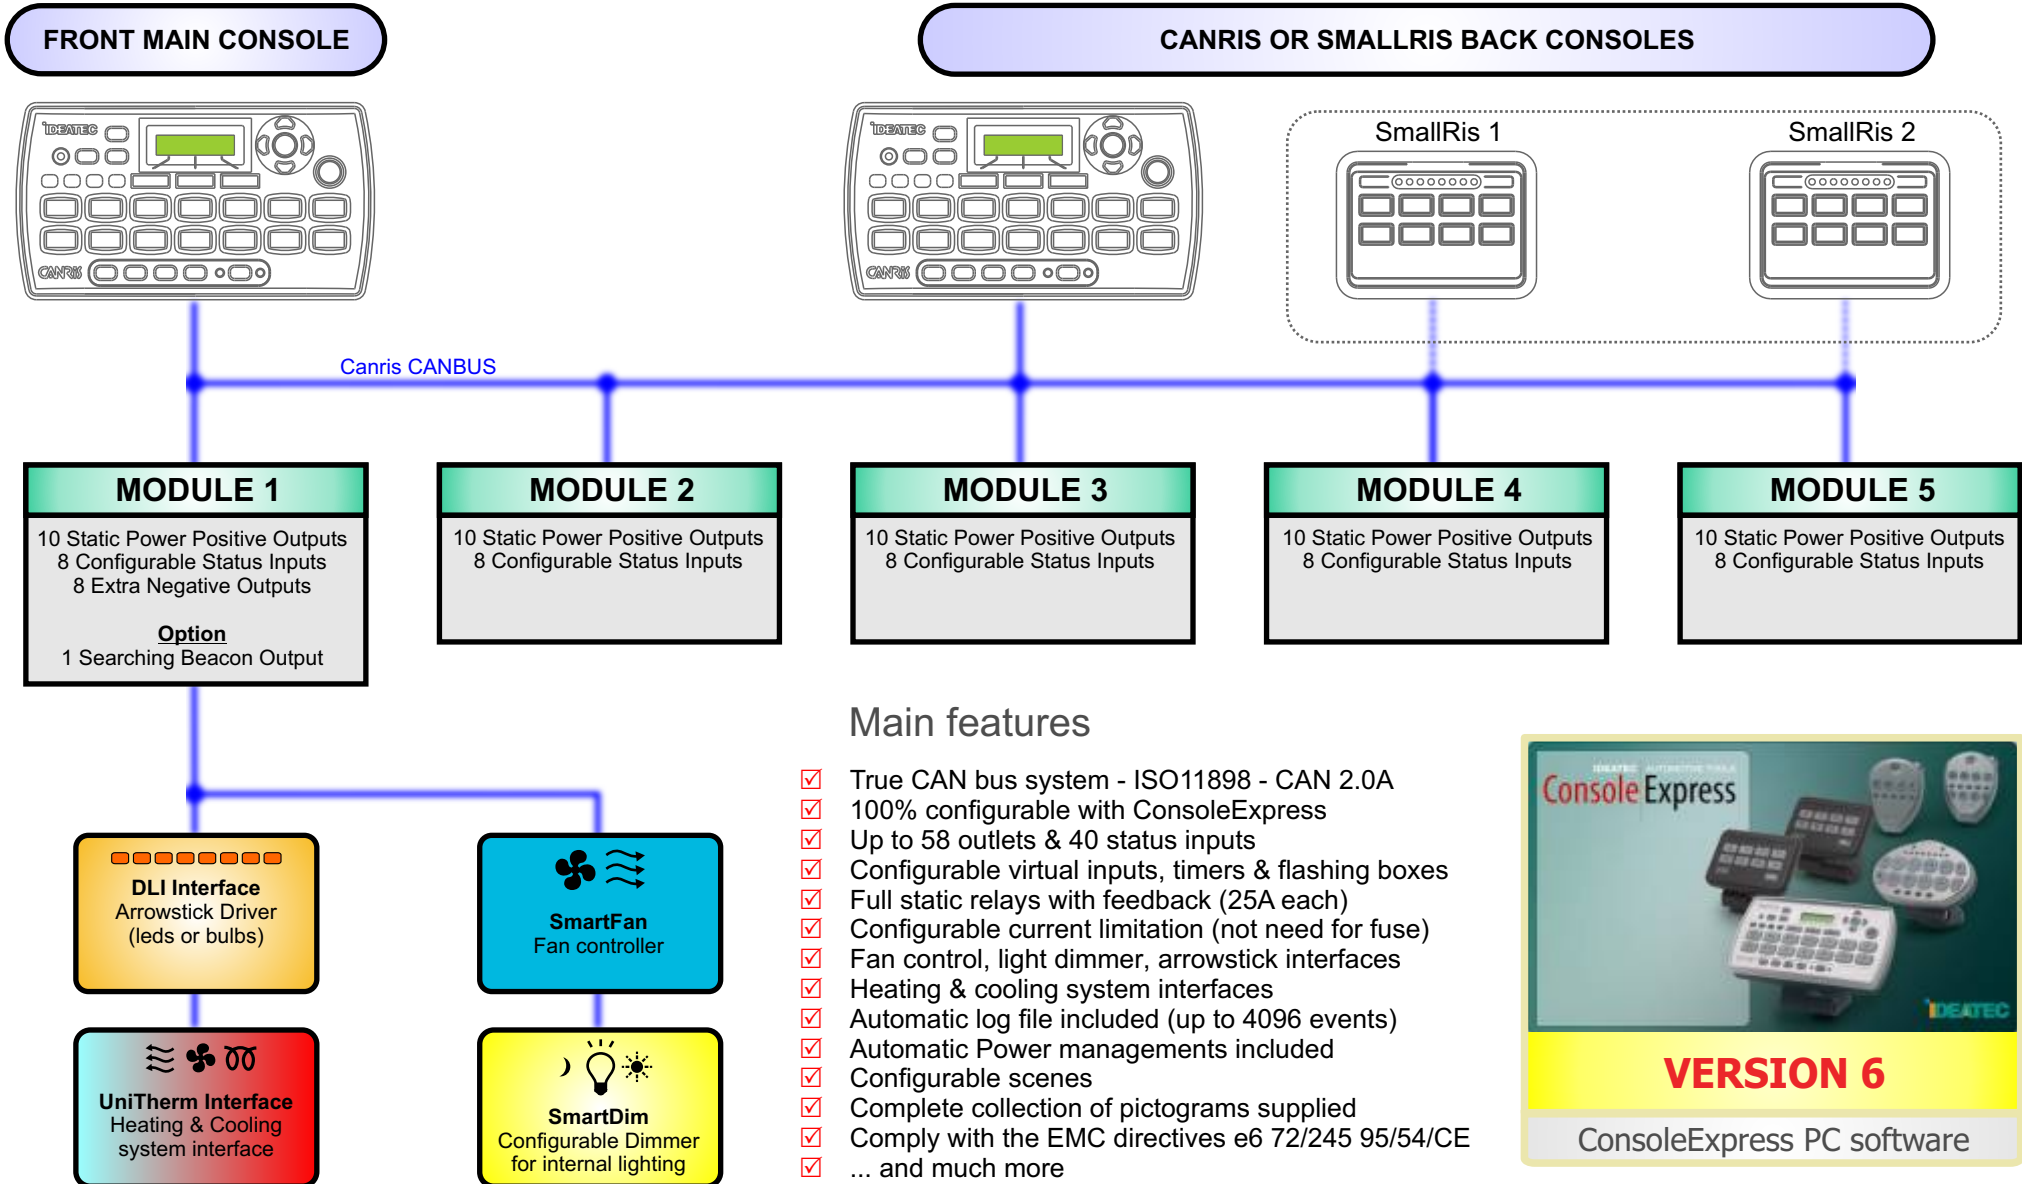 FRONT MAIN CONSOLE
CANRIS OR SMALLRIS BACK CONSOLES
IDEATEC
CANRIS
IDEATEC
CANRIS
SmallRis 1
SmallRis 2
Canris CANBUS
MODULE 1
10 Static Power Positive Outputs
8 Configurable Status Inputs
8 Extra Negative Outputs
Option
1 Searching Beacon Output
MODULE 2
10 Static Power Positive Outputs
8 Configurable Status Inputs
MODULE 3
10 Static Power Positive Outputs
8 Configurable Status Inputs
MODULE 4
10 Static Power Positive Outputs
8 Configurable Status Inputs
MODULE 5
10 Static Power Positive Outputs
8 Configurable Status Inputs
DLI Interface
Arrowstick Driver
(leds or bulbs)
SmartFan
Fan controller
UniTherm Interface
Heating & Cooling
system interface
SmartDim
Configurable Dimmer
for internal lighting
Main features
True CAN bus system - ISO11898 - CAN 2.0A
100% configurable with ConsoleExpress
Up to 58 outlets & 40 status inputs
Configurable virtual inputs, timers & flashing boxes
Full static relays with feedback (25A each)
Configurable current limitation (not need for fuse)
Fan control, light dimmer, arrowstick interfaces
Heating & cooling system interfaces
Automatic log file included (up to 4096 events)
Automatic Power managements included
Configurable scenes
Complete collection of pictograms supplied
Comply with the EMC directives e6 72/245 95/54/CE
... and much more
IDEATEC AUTOMOTIVE TOOLS
Console Express
IDEATEC
VERSION 6
ConsoleExpress PC software